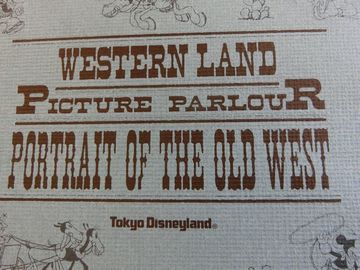 WESTERN LAND
PICTURE PARLOUR
PORTRAIT OF THE OLD WEST
Tokyo Disneyland®